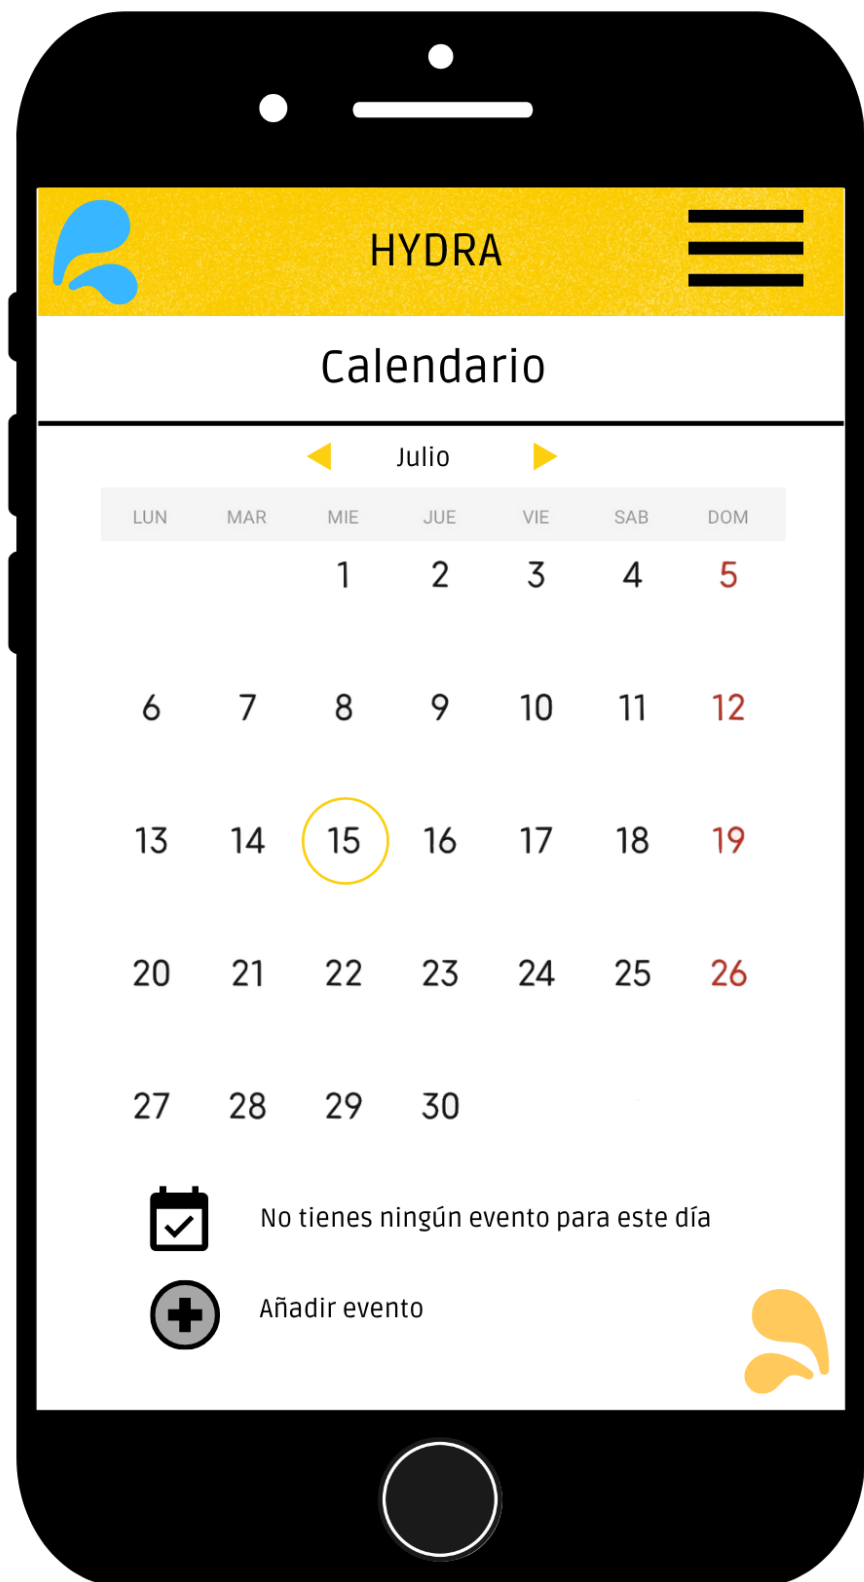 HYDRA
Calendario
Julio
LUN MAR MIE JUE VIE SAB DOM
1 2 3 4 5
6 7 8 9 10 11 12
13 14 15 16 17 18 19
20 21 22 23 24 25 26
27 28 29 30
No tienes ningún evento para este día
Añadir evento